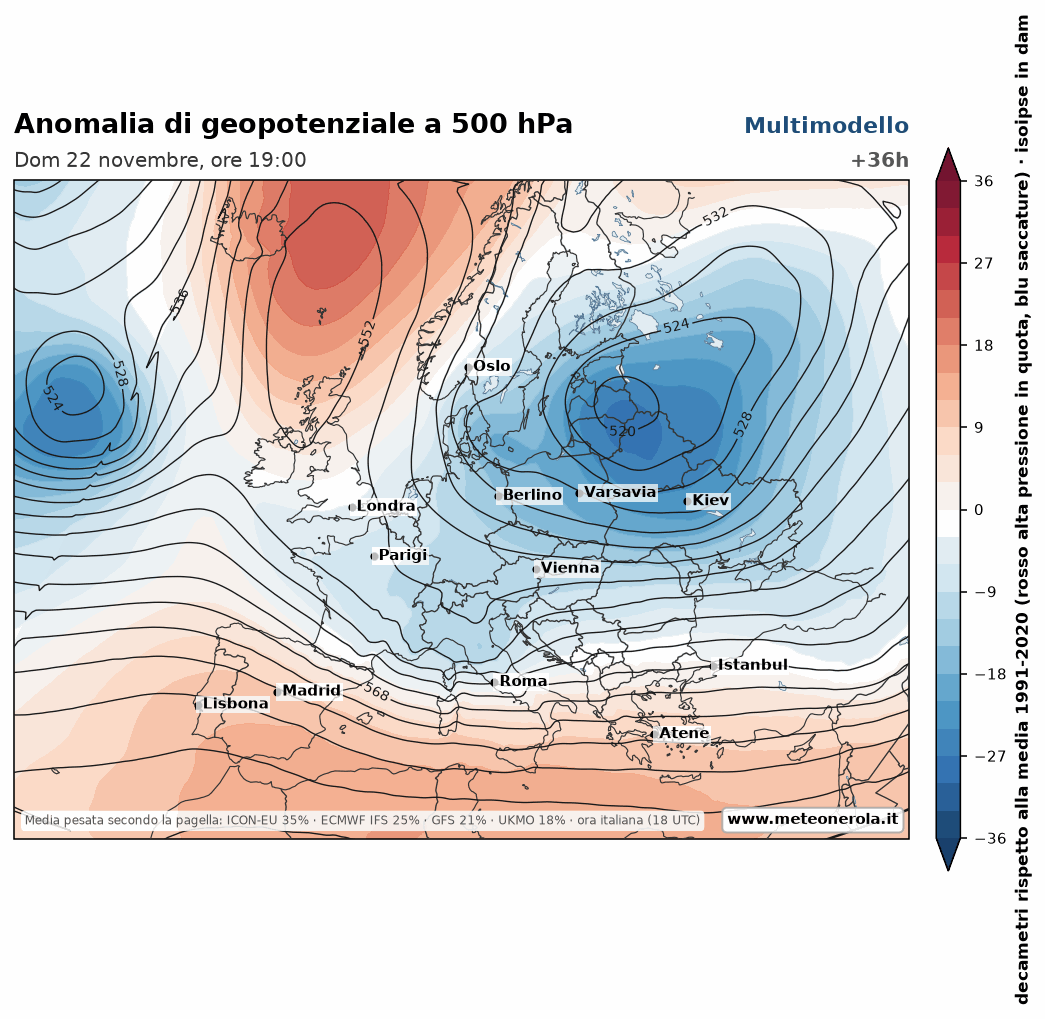 Anomalia di geopotenziale a 500 hPa
Multimodello
Dom 22 novembre, ore 19:00
+36h
536
552
532
524
528
524
528
520
568
Oslo
Berlino
Varsavia
Kiev
Londra
Parigi
Vienna
Istanbul
Roma
Madrid
Lisbona
Atene
Media pesata secondo la pagella: ICON-EU 35% · ECMWF IFS 25% · GFS 21% · UKMO 18% · ora italiana (18 UTC)
www.meteonerola.it
36
27
18
9
0
−9
−18
−27
−36
decametri rispetto alla media 1991-2020 (rosso alta pressione in quota, blu saccature) · isoipse in dam